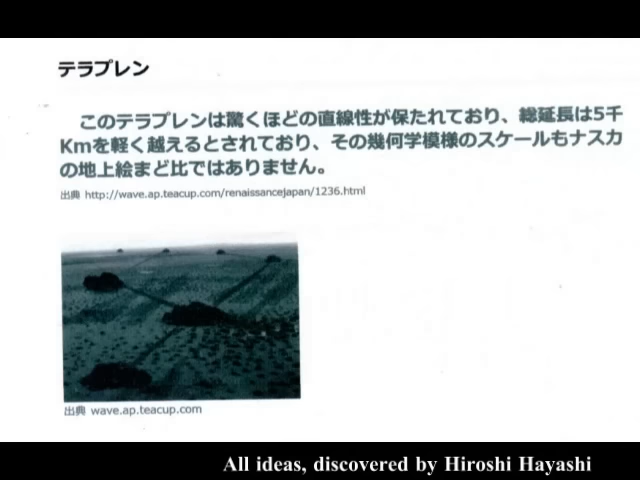 テラプレン
このテラプレンは驚くほどの直線性が保たれており、総延長は5千
Kmを軽く越えるとされており、その幾何学模様のスケールもナスカ
の地上絵まど比ではありません。
出典 http://wave.ap.teacup.com/renaissancejapan/1236.html
出典 wave.ap.teacup.com
All ideas, discovered by Hiroshi Hayashi